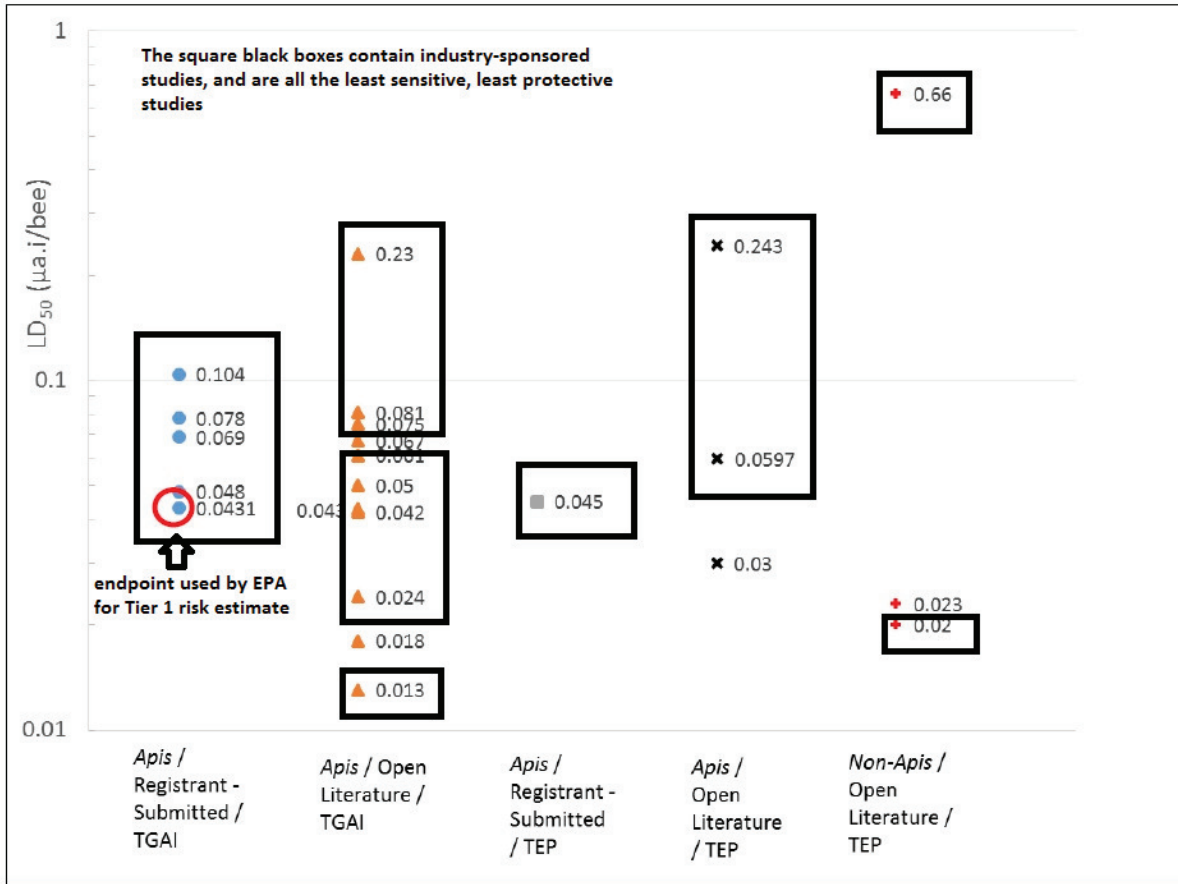 1
The square black boxes contain industry-sponsored
studies, and are all the least sensitive, least protective
studies
0.66
LD50 (µa.i/bee)
0.23
0.243
0.1
0.104
0.081
0.078
0.075
0.069
0.067
0.061
0.0597
0.048
0.05
0.045
0.0431
0.043
0.042
0.03
endpoint used by EPA
for Tier 1 risk estimate
0.024
0.023
0.02
0.018
0.013
0.01
Apis /
Registrant -
Submitted /
TGAI
Apis / Open
Literature /
TGAI
Apis /
Registrant -
Submitted
/ TEP
Apis /
Open
Literature
/ TEP
Non-Apis /
Open
Literature /
TEP